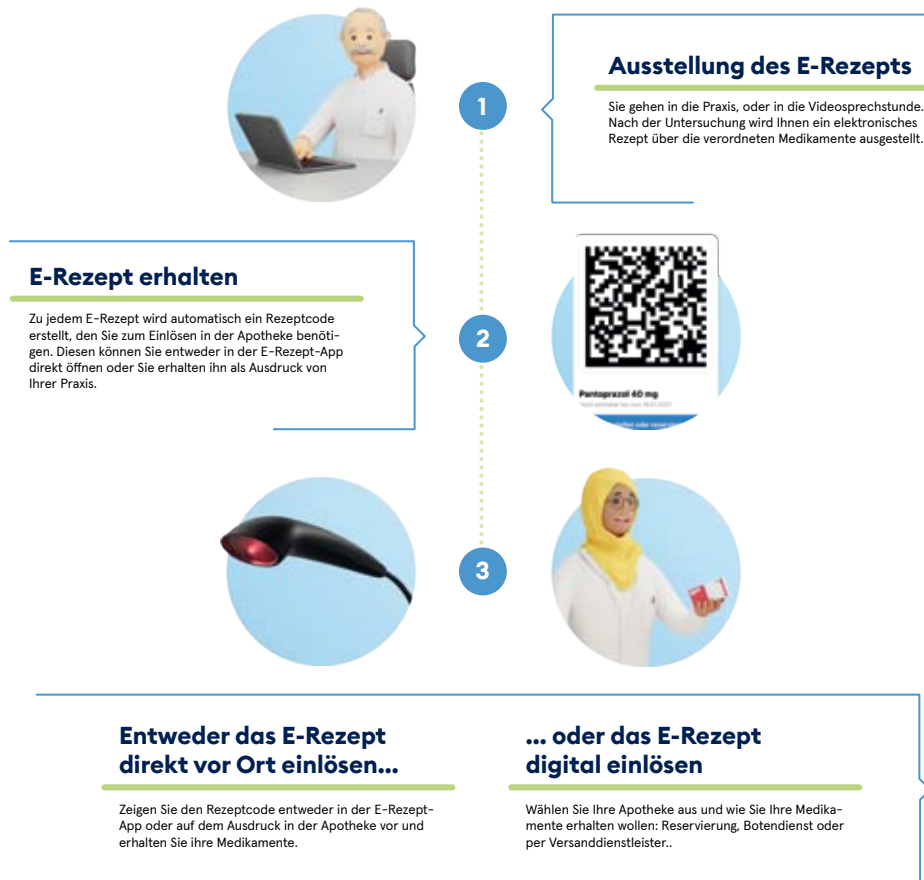 1
Ausstellung des E-Rezepts
Sie gehen in die Praxis, oder in die Videosprechstunde.
Nach der Untersuchung wird Ihnen ein elektronisches
Rezept über die verordneten Medikamente ausgestellt.
E-Rezept erhalten
Zu jedem E-Rezept wird automatisch ein Rezeptcode
erstellt, den Sie zum Einlösen in der Apotheke benöti-
gen. Diesen können Sie entweder in der E-Rezept-App
direkt öffnen oder Sie erhalten ihn als Ausdruck von
Ihrer Praxis.
2
Pantoprazol 40 mg
oder
3
Entweder das E-Rezept
direkt vor Ort einlösen...
Zeigen Sie den Rezeptcode entweder in der E-Rezept-
App oder auf dem Ausdruck in der Apotheke vor und
erhalten Sie ihre Medikamente.
... oder das E-Rezept
digital einlösen
Wählen Sie Ihre Apotheke aus und wie Sie Ihre Medika-
mente erhalten wollen: Reservierung, Botendienst oder
per Versanddienstleister..